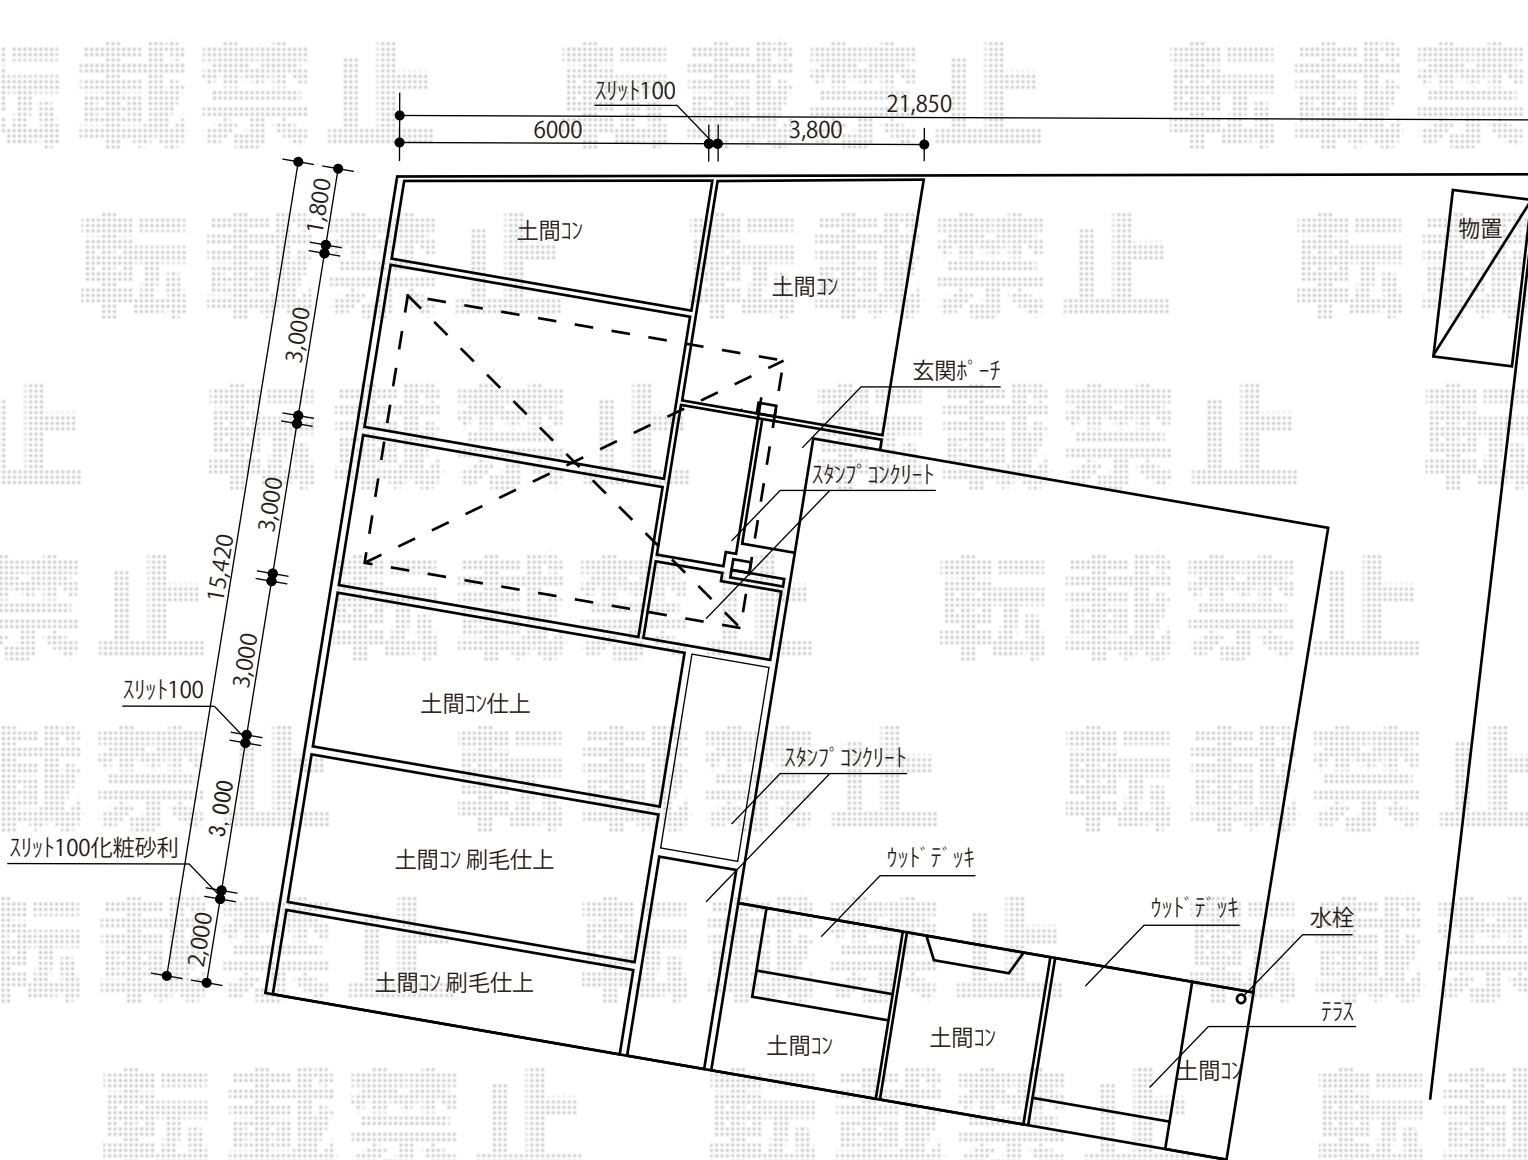 転載禁止 転載禁止 転載禁
ｽﾘｯﾄ100
21,850
6000
3,800
1,800
土間ｺﾝ
物置
土間ｺﾝ
3,000
玄関ﾎﾟｰﾁ
ｽﾀﾝﾌﾟｺﾝｸﾘｰﾄ
3,000
15,420
3,000
ｽﾘｯﾄ100
土間ｺﾝ仕上
ｽﾀﾝﾌﾟｺﾝｸﾘｰﾄ
3,000
ｽﾘｯﾄ100化粧砂利
土間ｺﾝ 刷毛仕上
ｳｯﾄﾞﾃﾞｯｷ
ｳｯﾄﾞﾃﾞｯｷ
水栓
2,000
土間ｺﾝ 刷毛仕上
ﾃﾗｽ
土間ｺﾝ
土間ｺﾝ
土間ｺﾝ